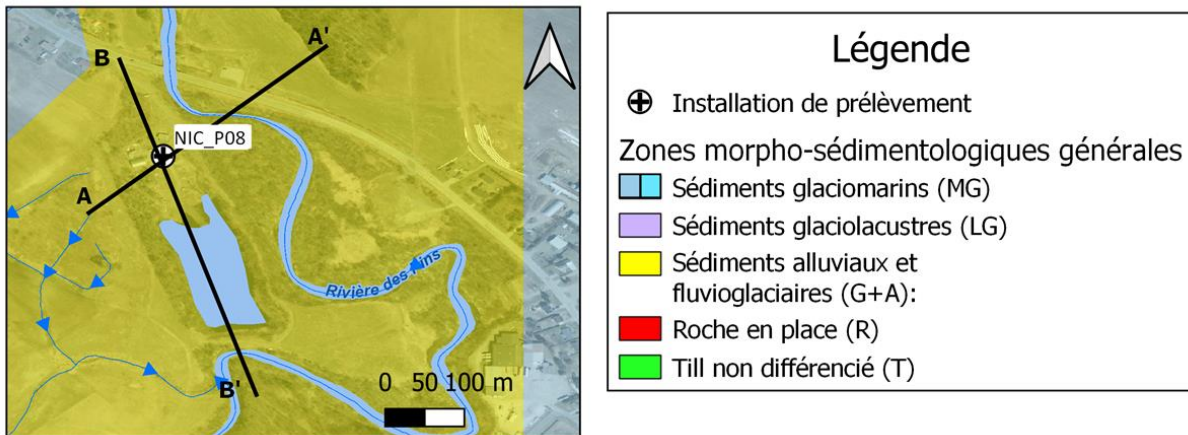 A'
B
NIC_P08
A
Rivière des Pins
B'
0 50 100 m
Légende
Installation de prélèvement
Zones morpho-sédimentologiques générales
Sédiments glaciomarins (MG)
Sédiments glaciolacustres (LG)
Sédiments alluviaux et
fluvioglaciaires (G+A):
Roche en place (R)
Till non différencié (T)